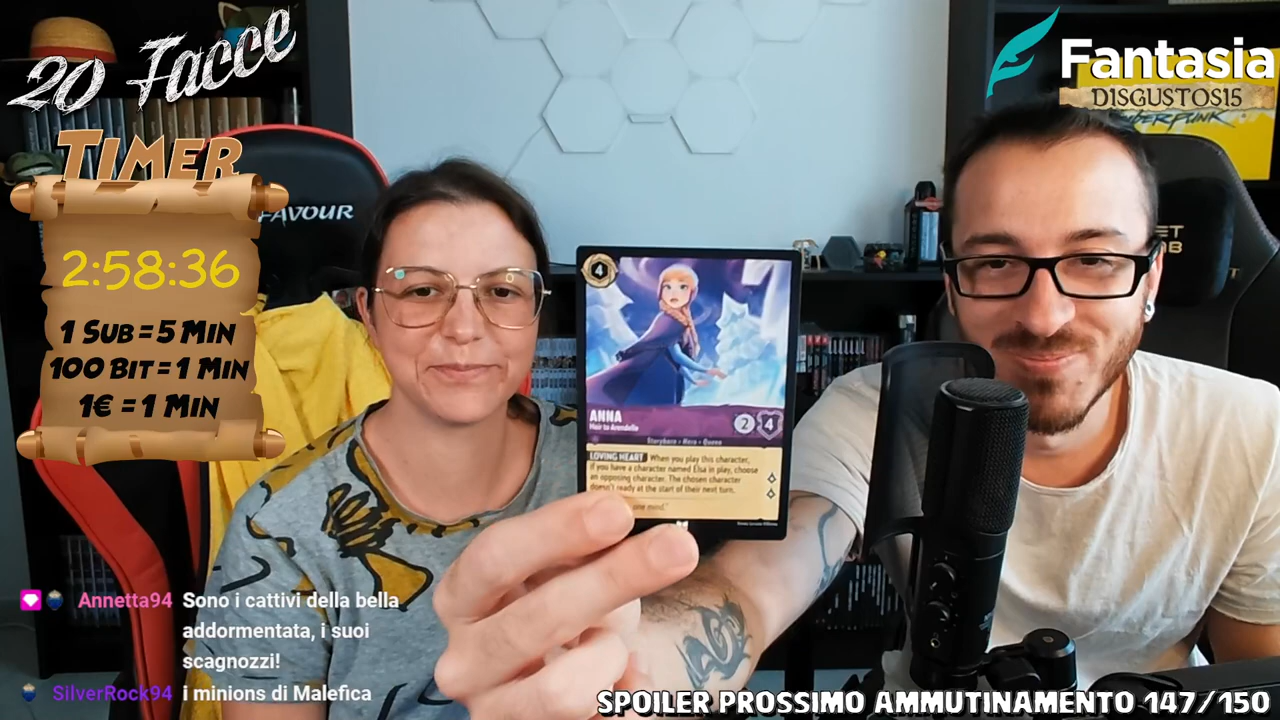 20 Facce
TIMER
2:58:36
1 SUB = 5 MIN
100 BIT = 1 MIN
1€ = 1 MIN
FAVOUR
Fantasia
D1SGUSTOS15
CYBERPUNK
4
ANNA
Heir to Arendelle
2 4
Storyborn • Hero • Queen
LOVING HEART When you play this character,
if you have a character named Elsa in play, choose
an opposing character. The chosen character
doesn't ready at the start of their next turn.
one mind."
Annetta94 Sono i cattivi della bella
addormentata, i suoi
scagnozzi!
SilverRock94 i minions di Malefica
SPOILER PROSSIMO AMMUTINAMENTO 147/150